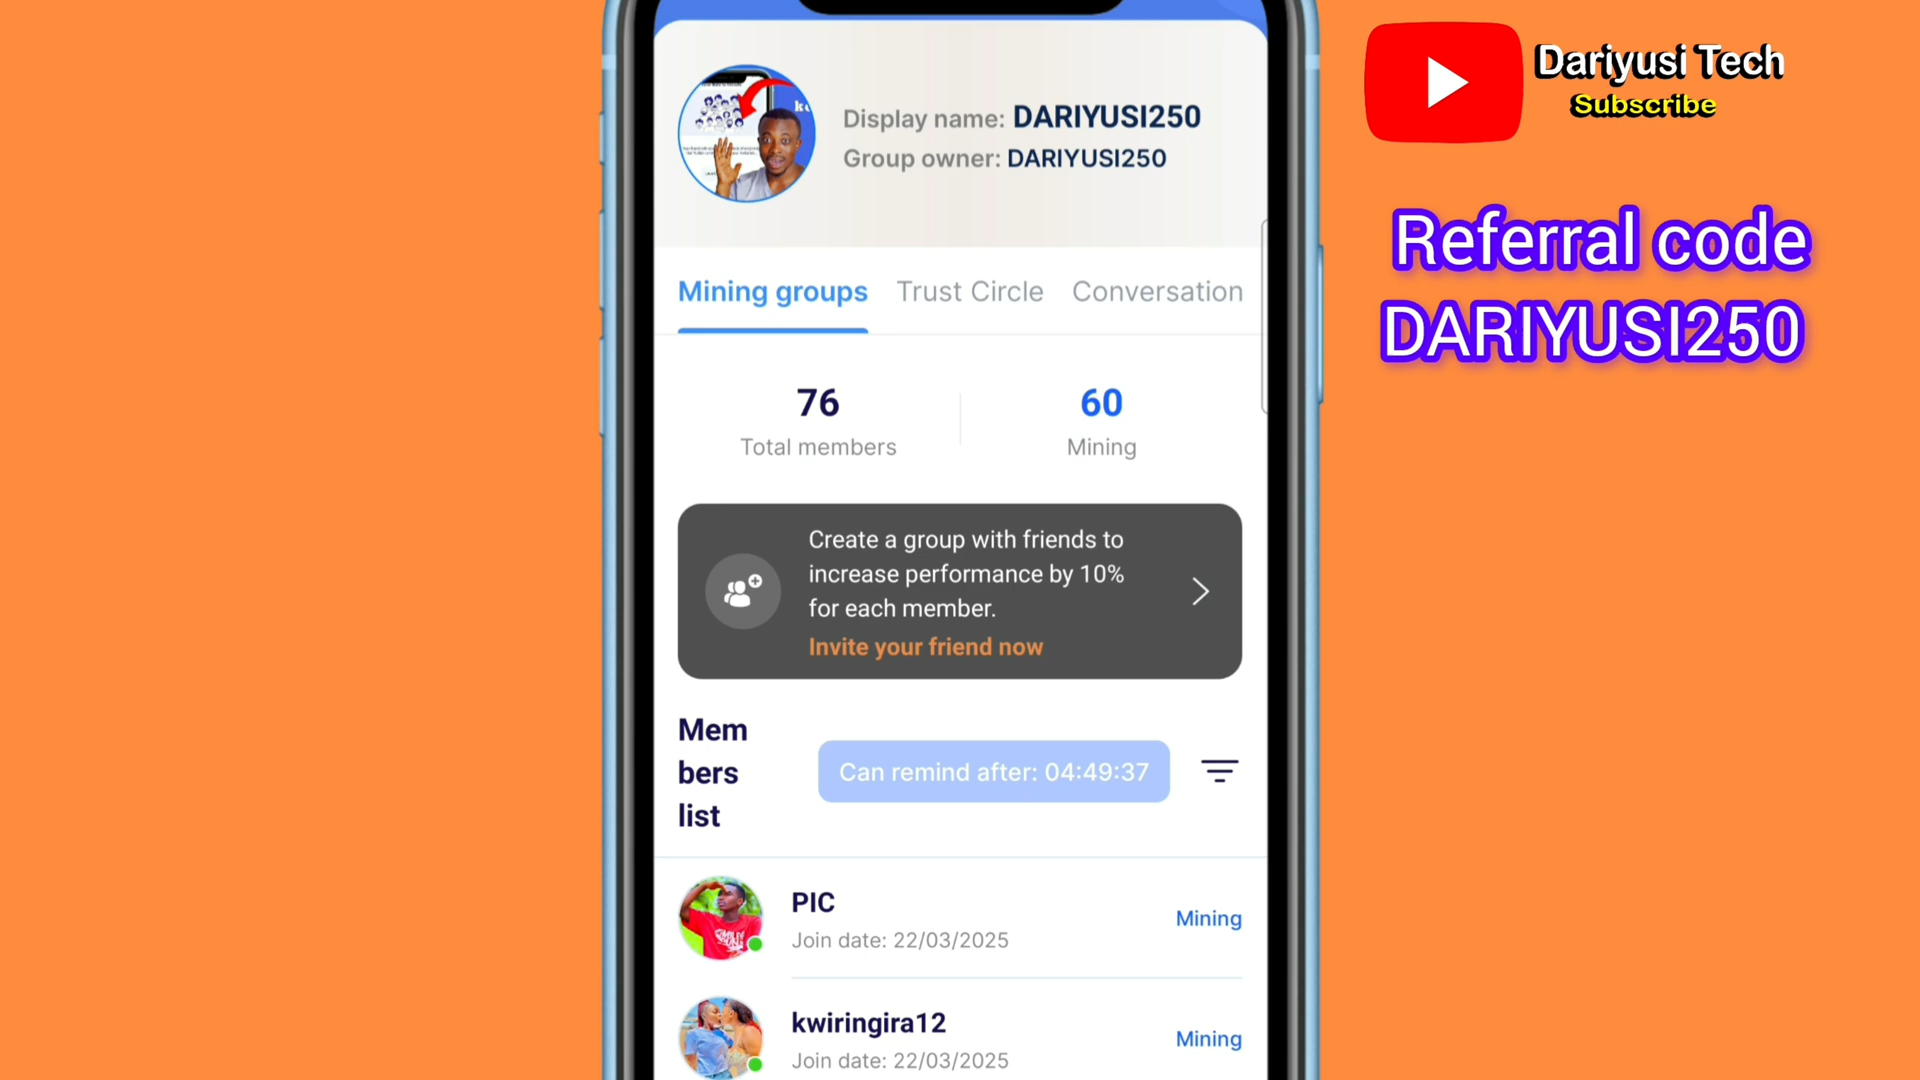 Dariyusi Tech
Subscribe
Referral code
DARIYUSI250
Display name: DARIYUSI250
Group owner: DARIYUSI250
Mining groups
Trust Circle
Conversation
76
Total members
60
Mining
Create a group with friends to
increase performance by 10%
for each member.
Invite your friend now
Mem
bers
list
Can remind after: 04:49:37
PIC
Join date: 22/03/2025
Mining
kwiringira12
Join date: 22/03/2025
Mining